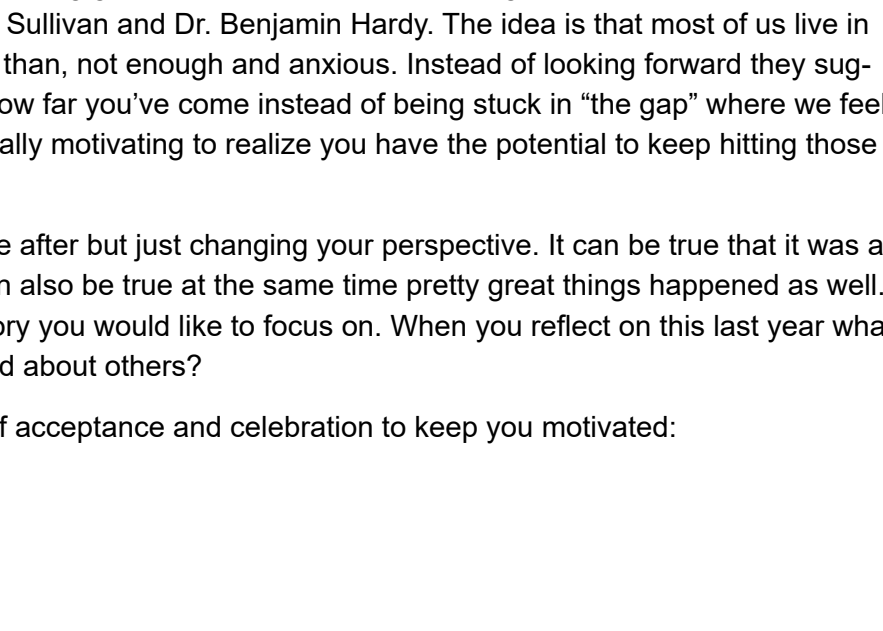 Sullivan and Dr. Benjamin Hardy. The idea is that most of us live in
than, not enough and anxious. Instead of looking forward they sug-
ow far you’ve come instead of being stuck in “the gap” where we feel
ally motivating to realize you have the potential to keep hitting those
e after but just changing your perspective. It can be true that it was a
n also be true at the same time pretty great things happened as well.
ory you would like to focus on. When you reflect on this last year wha
d about others?
f acceptance and celebration to keep you motivated: